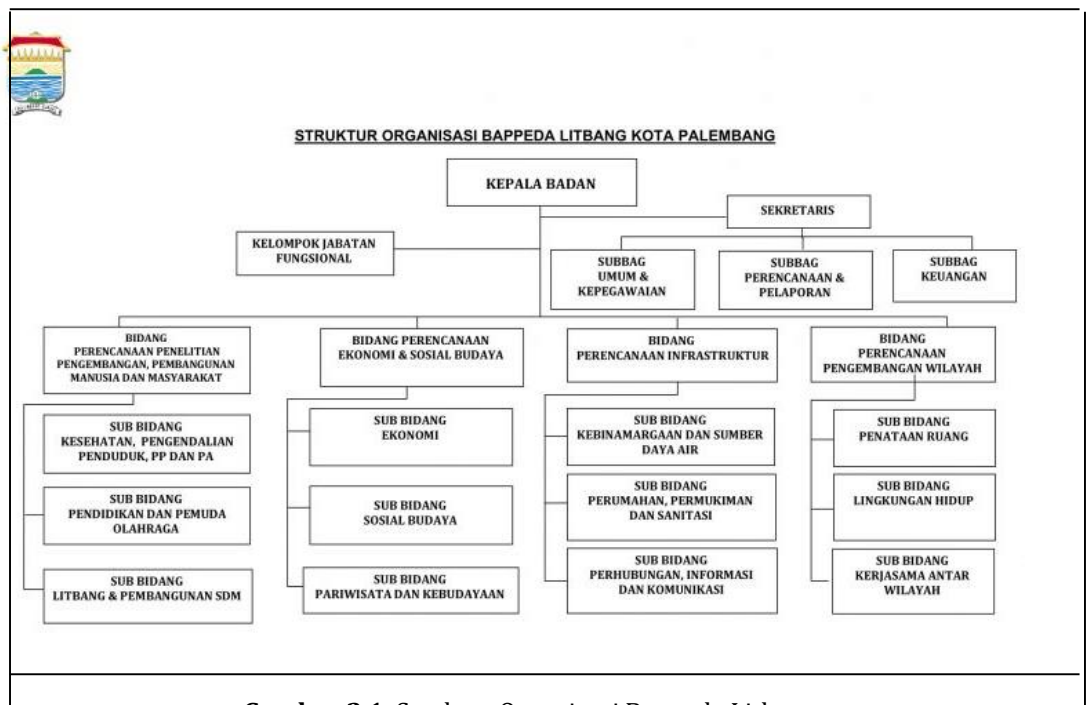 STRUKTUR ORGANISASI BAPPEDA LITBANG KOTA PALEMBANG
KEPALA BADAN
SEKRETARIS
KELOMPOK JABATAN
FUNGSIONAL
SUBBAG
UMUM &
KEPEGAWAIAN
SUBBAG
PERENCANAAN &
PELAPORAN
SUBBAG
KEUANGAN
BIDANG
PERENCANAAN PENELITIAN
PENGEMBANGAN, PEMBANGUNAN
MANUSIA DAN MASYARAKAT
SUB BIDANG
KESEHATAN, PENGENDALIAN
PENDUDUK, PP DAN PA
SUB BIDANG
PENDIDIKAN DAN PEMUDA
OLAHRAGA
SUB BIDANG
LITBANG & PEMBANGUNAN SDM
BIDANG PERENCANAAN
EKONOMI & SOSIAL BUDAYA
SUB BIDANG
EKONOMI
SUB BIDANG
SOSIAL BUDAYA
SUB BIDANG
PARIWISATA DAN KEBUDAYAAN
BIDANG
PERENCANAAN INFRASTRUKTUR
SUB BIDANG
KEBINAMARGAAN DAN SUMBER
DAYA AIR
SUB BIDANG
PERUMAHAN, PERMUKIMAN
DAN SANITASI
SUB BIDANG
PERHUBUNGAN, INFORMASI
DAN KOMUNIKASI
BIDANG
PERENCANAAN
PENGEMBANGAN WILAYAH
SUB BIDANG
PENATAAN RUANG
SUB BIDANG
LINGKUNGAN HIDUP
SUB BIDANG
KERJASAMA ANTAR
WILAYAH